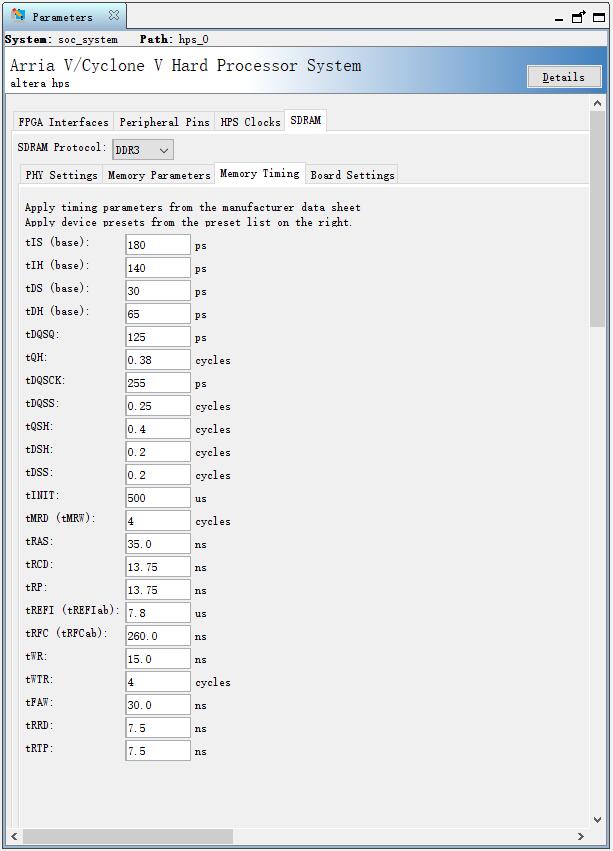 Parameters
System: soc_system Path: hps_0
Arria V/Cyclone V Hard Processor System
altera_hps
Details
FPGA Interfaces Peripheral Pins HPS Clocks SDRAM
SDRAM Protocol: DDR3
PHY Settings Memory Parameters Memory Timing Board Settings
Apply timing parameters from the manufacturer data sheet
Apply device presets from the preset list on the right.
tIS (base): 180 ps
tIH (base): 140 ps
tDS (base): 30 ps
tDH (base): 65 ps
tDQSQ: 125 ps
tQH: 0.38 cycles
tDQSCK: 255 ps
tDQSS: 0.25 cycles
tQSH: 0.4 cycles
tDSH: 0.2 cycles
tDSS: 0.2 cycles
tINIT: 500 us
tMRD (tMRW): 4 cycles
tRAS: 35.0 ns
tRCD: 13.75 ns
tRP: 13.75 ns
tREFI (tREFIab): 7.8 us
tRFC (tRFCab): 260.0 ns
tWR: 15.0 ns
tWTR: 4 cycles
tFAW: 30.0 ns
tRRD: 7.5 ns
tRTP: 7.5 ns